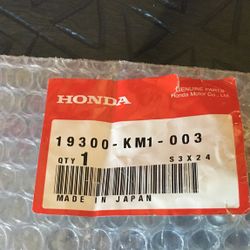 GENUINE PARTS
Honda Motor Co., Ltd.
HONDA
19300-KM1-003
QTY 1 S3X24
MADE IN JAPAN